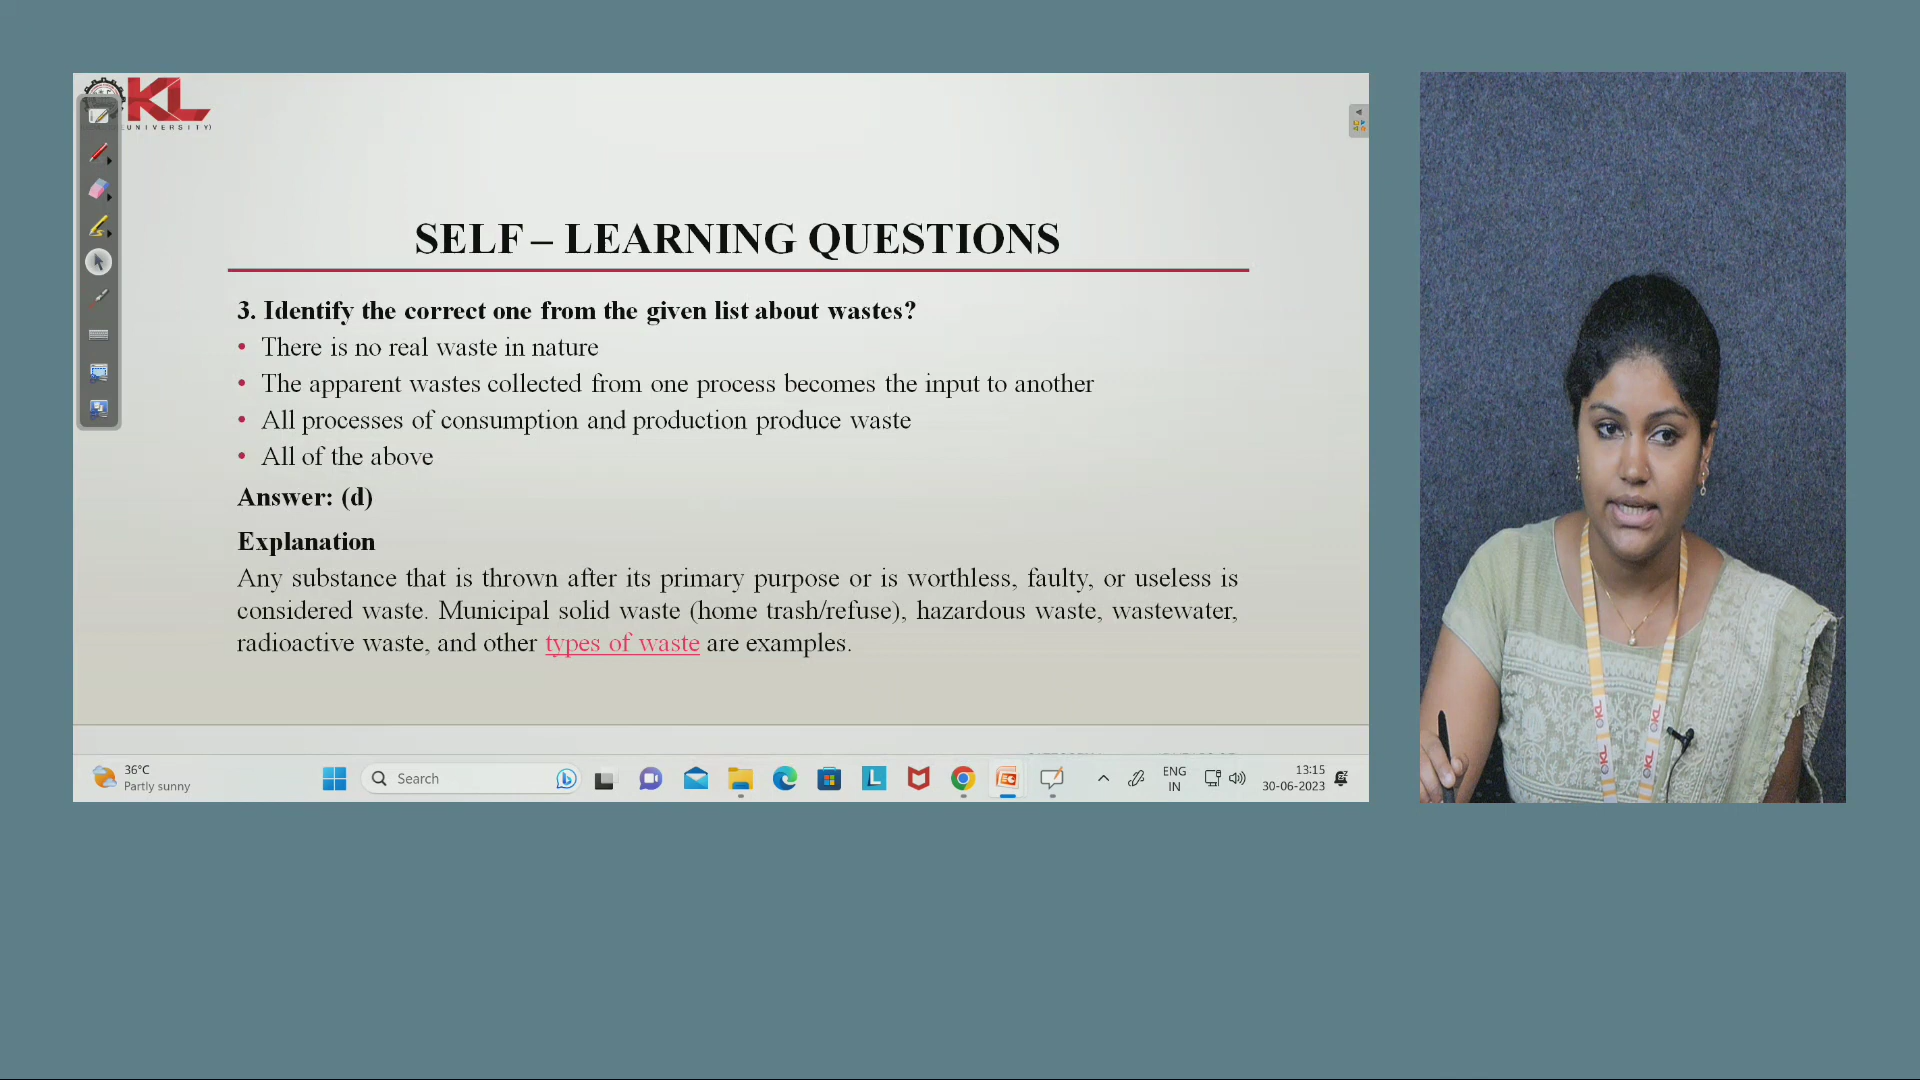 KL
(UNIVERSITY)
SELF – LEARNING QUESTIONS
3. Identify the correct one from the given list about wastes?
• There is no real waste in nature
• The apparent wastes collected from one process becomes the input to another
• All processes of consumption and production produce waste
• All of the above
Answer: (d)
Explanation
Any substance that is thrown after its primary purpose or is worthless, faulty, or useless is
considered waste. Municipal solid waste (home trash/refuse), hazardous waste, wastewater,
radioactive waste, and other types of waste are examples.
36°C
Partly sunny
Search
ENG
IN
13:15
30-06-2023
KL
KL
KL
KL